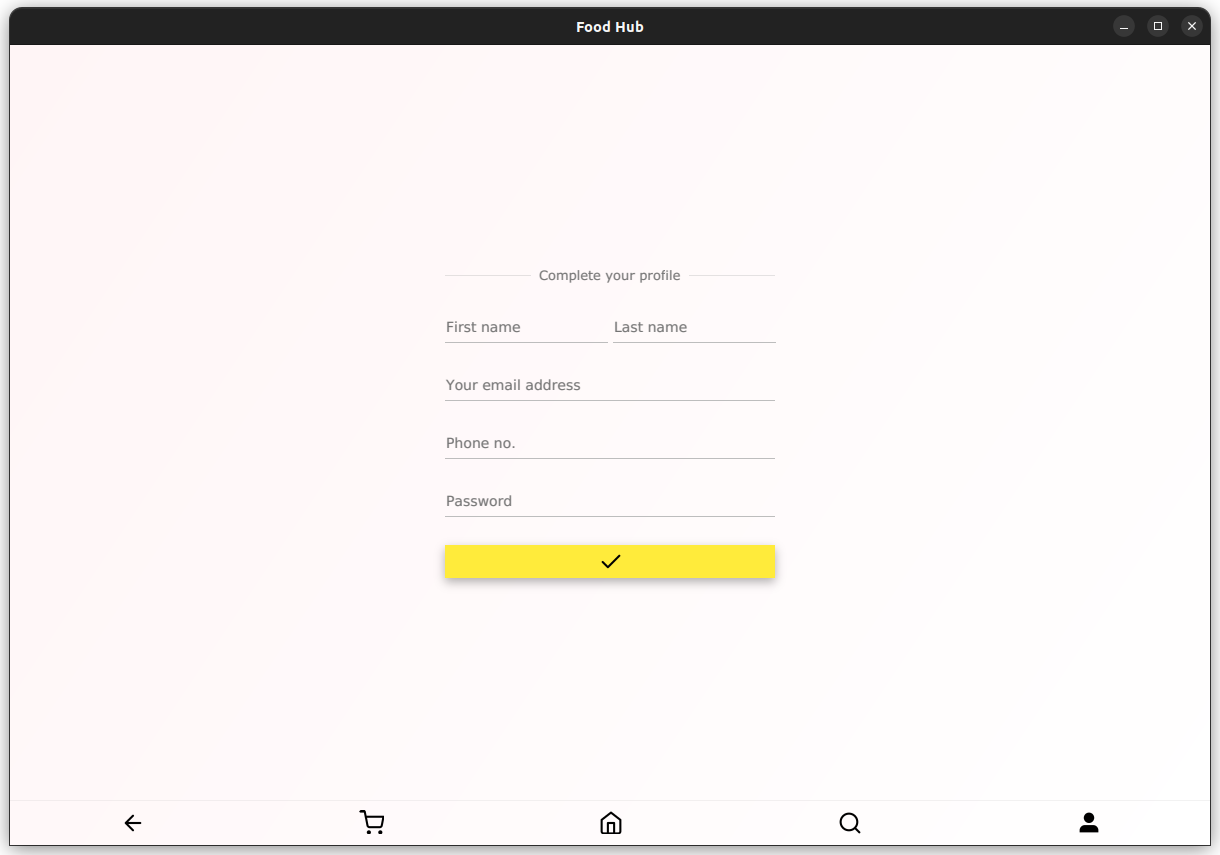 Food Hub
Complete your profile
First name Last name
Your email address
Phone no.
Password